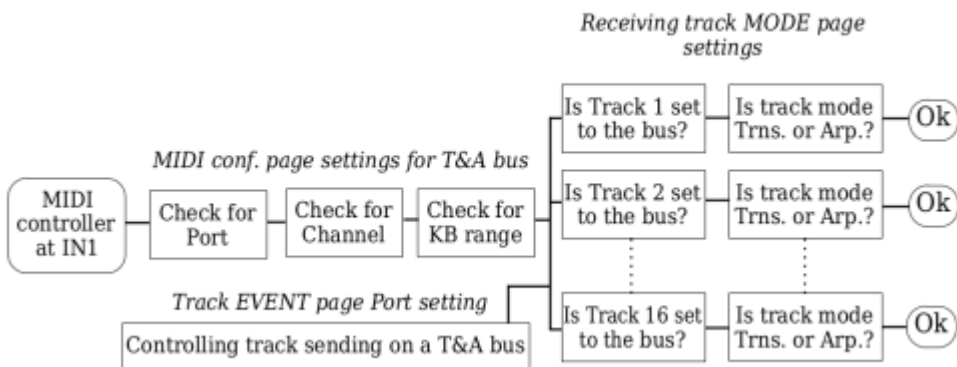 Receiving track MODE page
settings
Is Track 1 set
to the bus?
Is track mode
Trns. or Arp.?
Ok
MIDI conf. page settings for T&A bus
MIDI
controller
at IN1
Check for
Port
Check for
Channel
Check for
KB range
Is Track 2 set
to the bus?
Is track mode
Trns. or Arp.?
Ok
Track EVENT page Port setting
Controlling track sending on a T&A bus
Is Track 16 set
to the bus?
Is track mode
Trns. or Arp.?
Ok